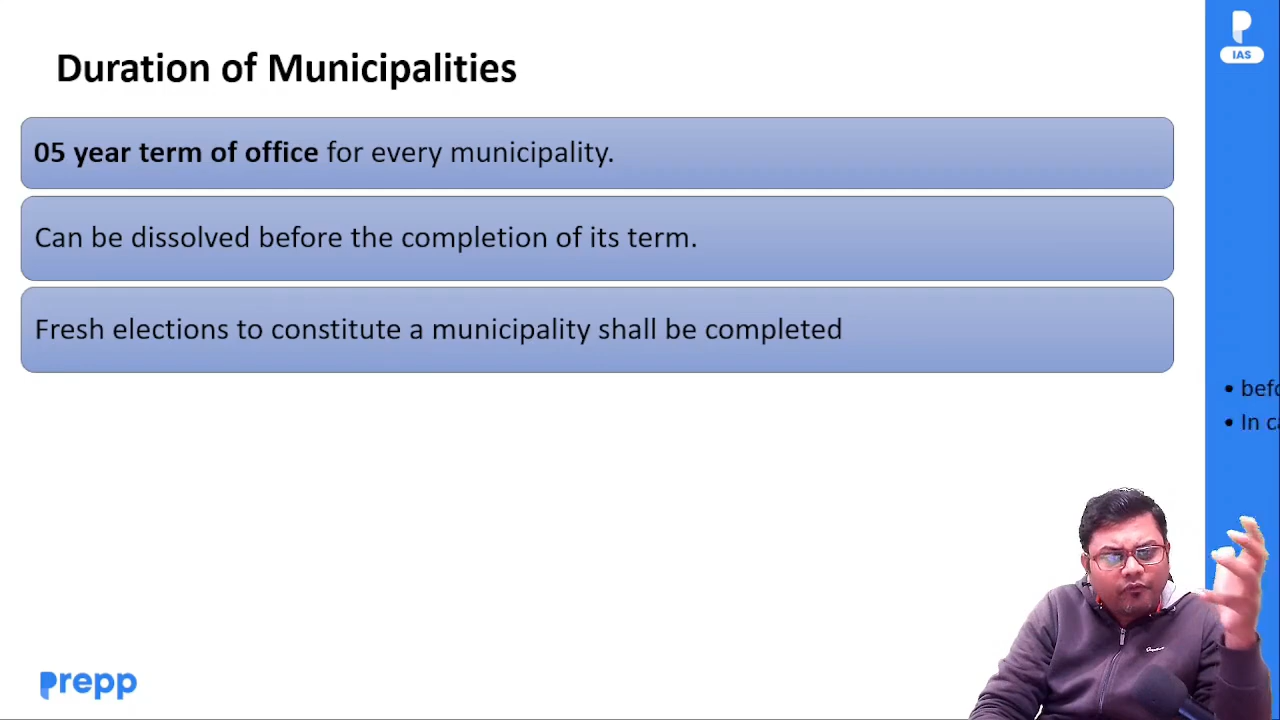 Duration of Municipalities
IAS
05 year term of office for every municipality.
Can be dissolved before the completion of its term.
Fresh elections to constitute a municipality shall be completed
• 
• In
prepp